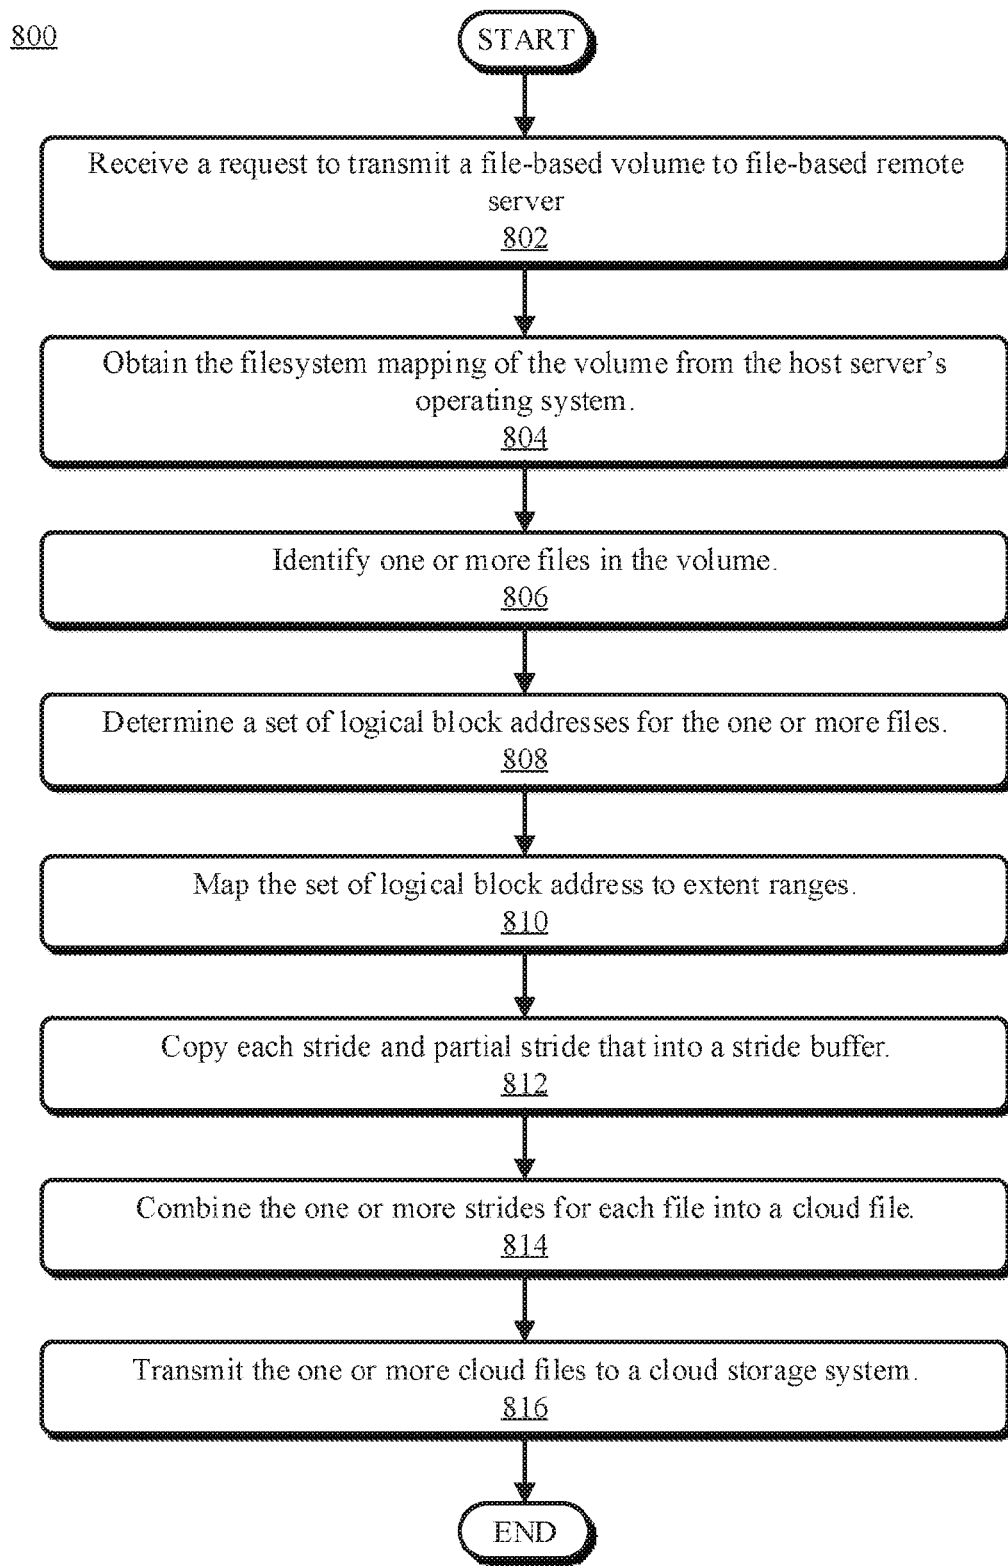 800
START
Receive a request to transmit a file-based volume to file-based remote
server
802
Obtain the filesystem mapping of the volume from the host server's
operating system.
804
Identify one or more files in the volume.
806
Determine a set of logical block addresses for the one or more files.
808
Map the set of logical block address to extent ranges.
810
Copy each stride and partial stride that into a stride buffer.
812
Combine the one or more strides for each file into a cloud file.
814
Transmit the one or more cloud files to a cloud storage system.
816
END